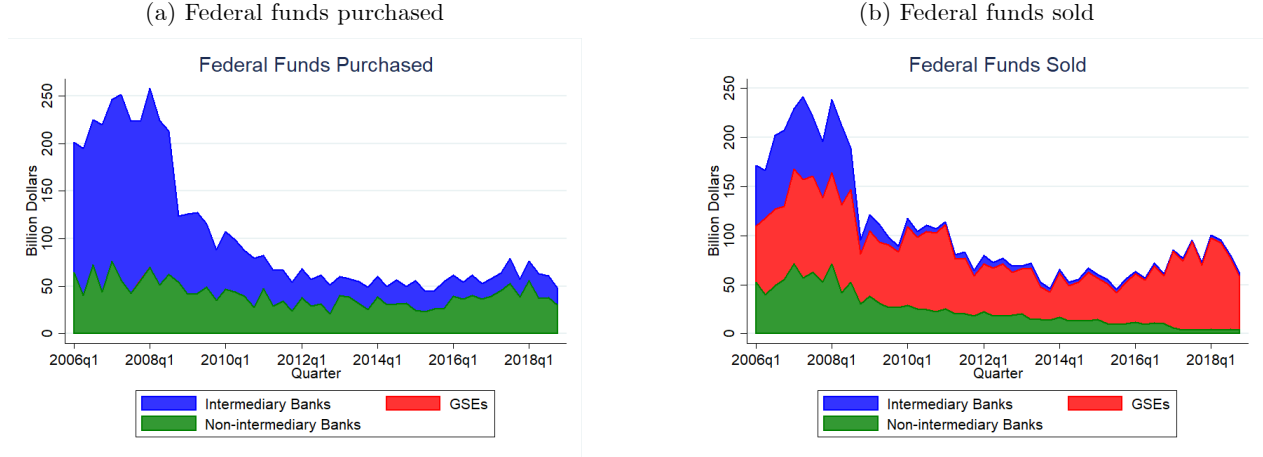 (a) Federal funds purchased
Federal Funds Purchased
Billion Dollars
250
200
150
100
50
0
2006q1 2008q1 2010q1 2012q1 2014q1 2016q1 2018q1
Quarter
Intermediary Banks GSEs
Non-intermediary Banks
(b) Federal funds sold
Federal Funds Sold
Billion Dollars
250
200
150
100
50
0
2006q1 2008q1 2010q1 2012q1 2014q1 2016q1 2018q1
Quarter
Intermediary Banks GSEs
Non-intermediary Banks